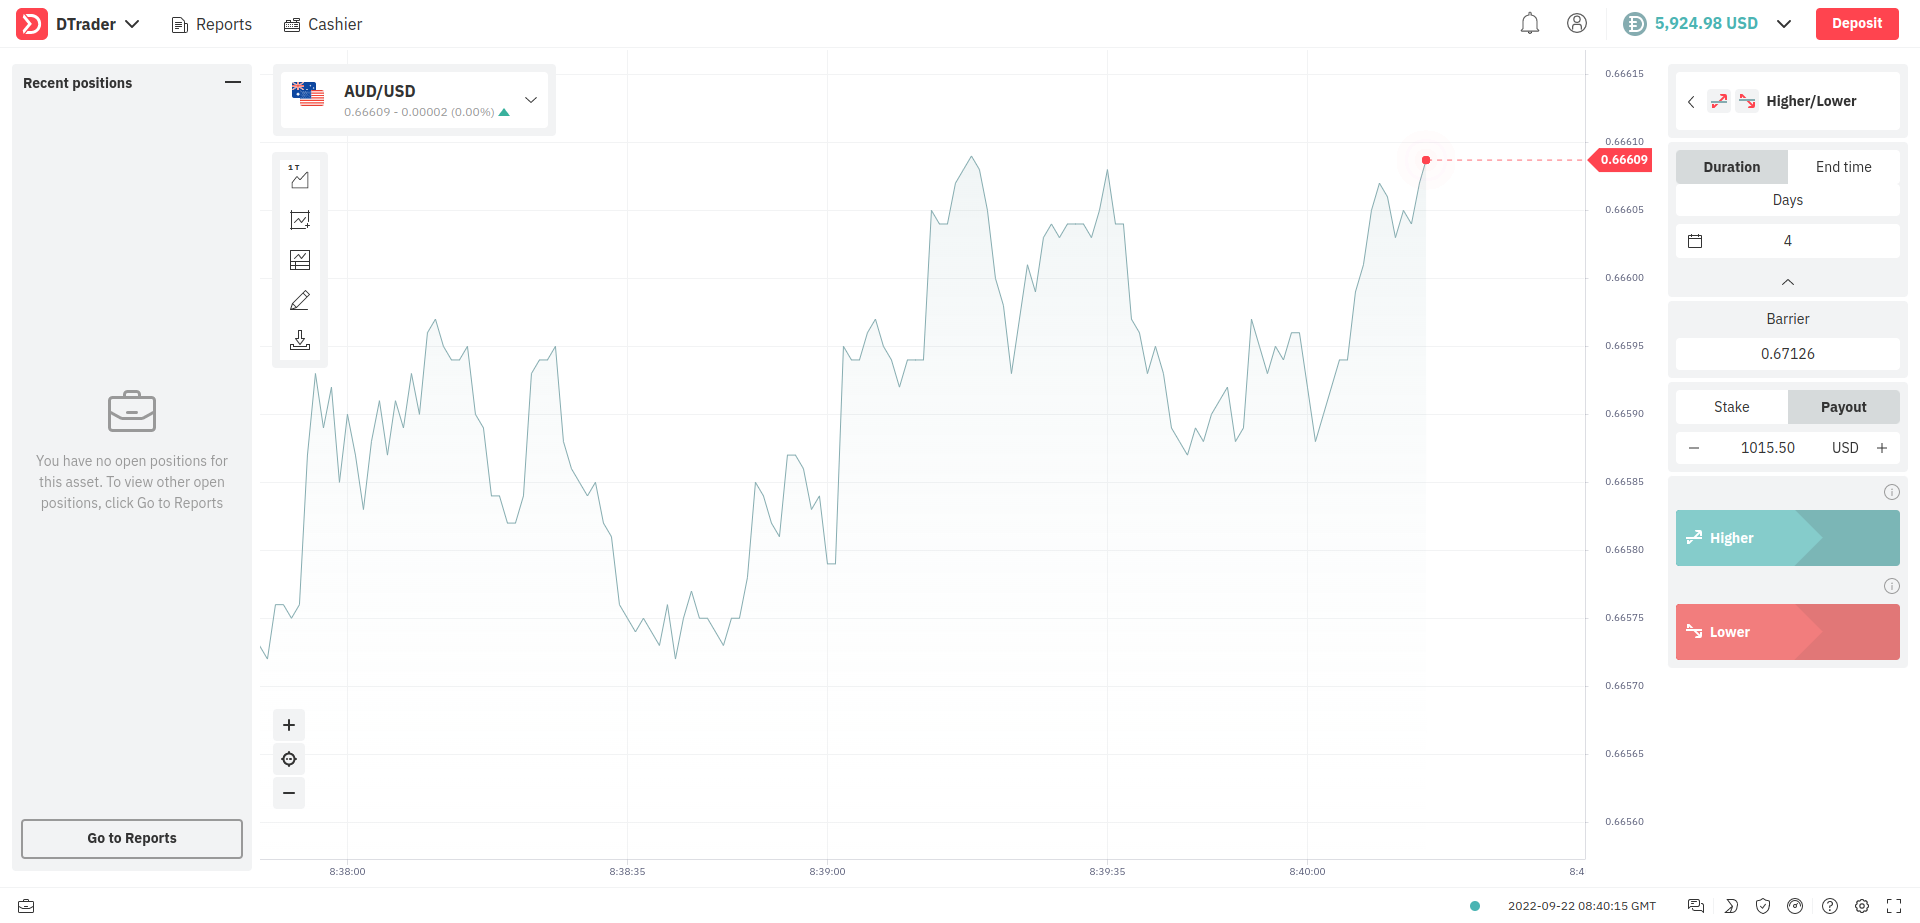 DTrader
Reports
Cashier
5,924.98 USD
Deposit
Recent positions
You have no open positions for
this asset. To view other open
positions, click Go to Reports
Go to Reports
AUD/USD
0.66609 - 0.00002 (0.00%)
1 T
0.66615
0.66610
0.66609
0.66605
0.66600
0.66595
0.66590
0.66585
0.66580
0.66575
0.66570
0.66565
0.66560
8:38:00
8:38:35
8:39:00
8:39:35
8:40:00
8:4
Higher/Lower
Duration
End time
Days
4
Barrier
0.67126
Stake
Payout
1015.50
USD
Higher
Lower
2022-09-22 08:40:15 GMT